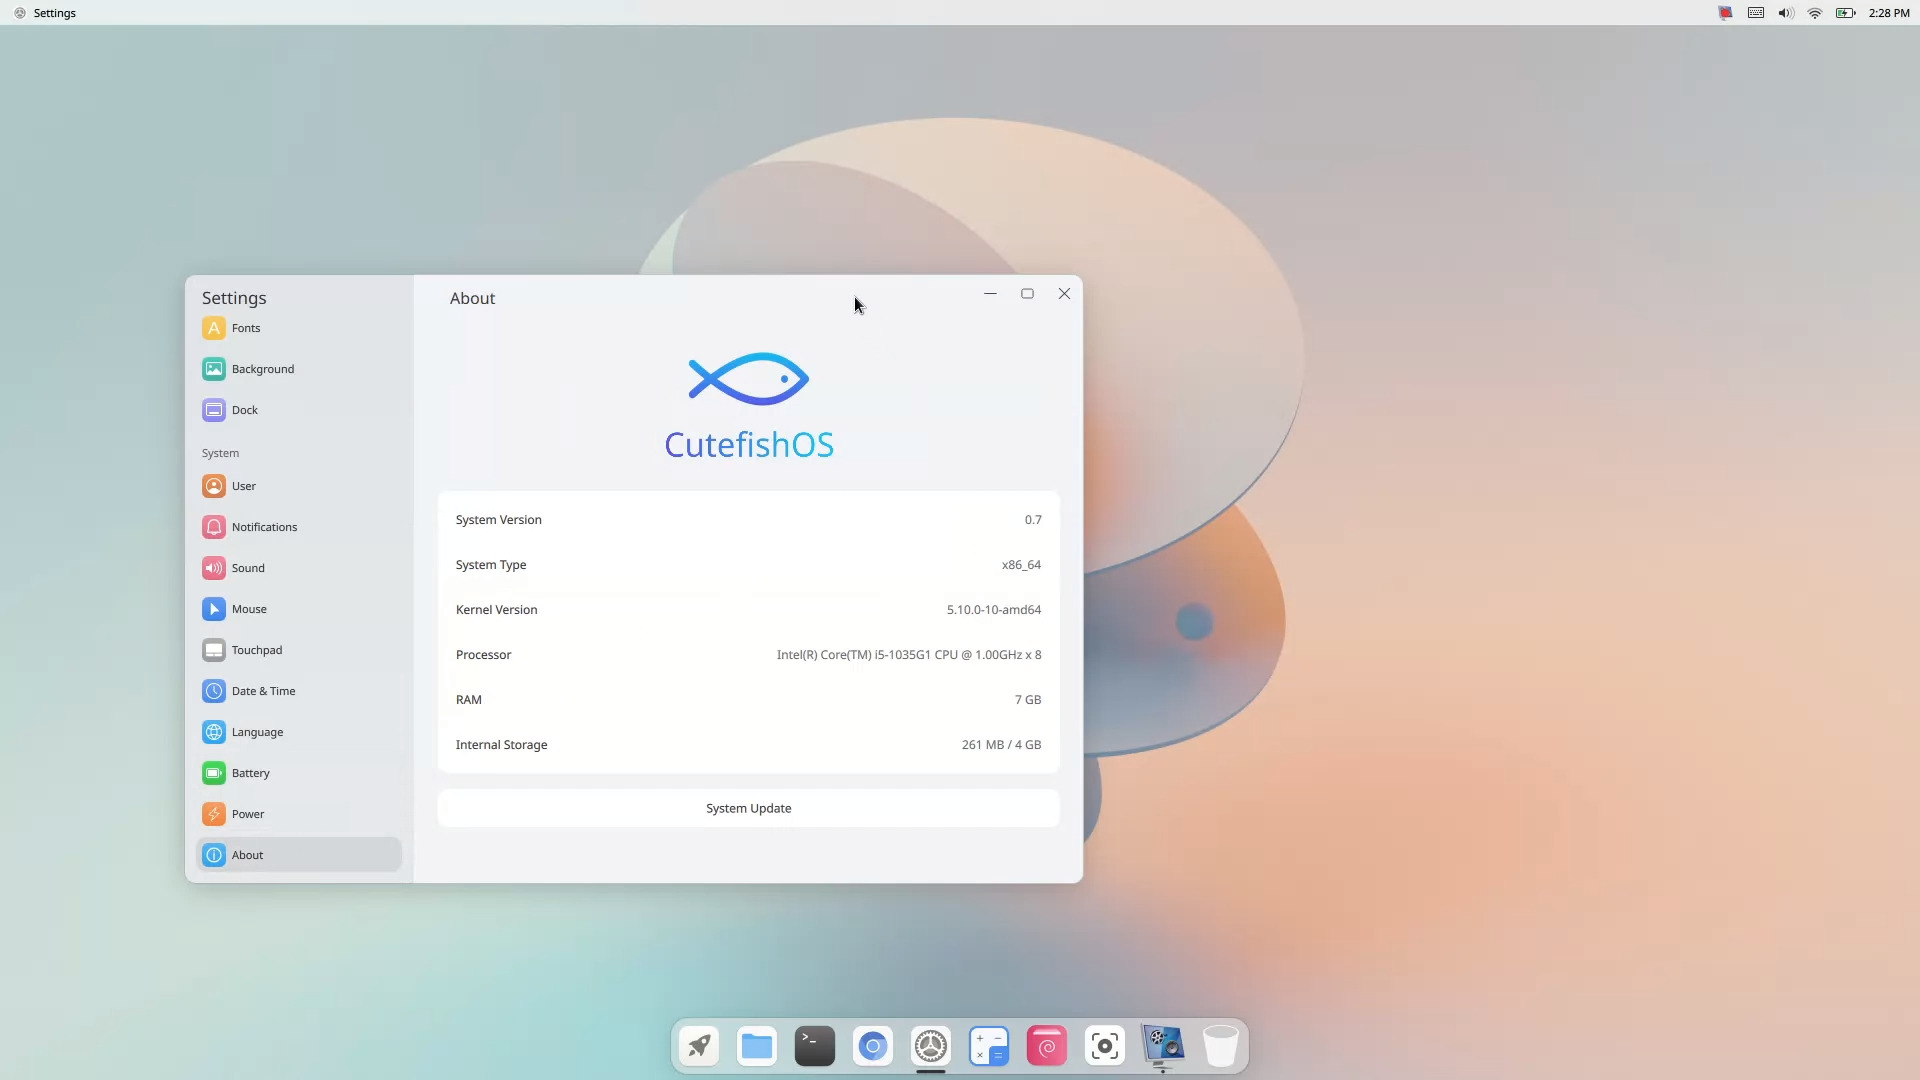 Settings
2:28 PM
Settings
Fonts
Background
Dock
System
User
Notifications
Sound
Mouse
Touchpad
Date & Time
Language
Battery
Power
About
About
CutefishOS
System Version 0.7
System Type x86_64
Kernel Version 5.10.0-10-amd64
Processor Intel(R) Core(TM) i5-1035G1 CPU @ 1.00GHz x 8
RAM 7 GB
Internal Storage 261 MB / 4 GB
System Update